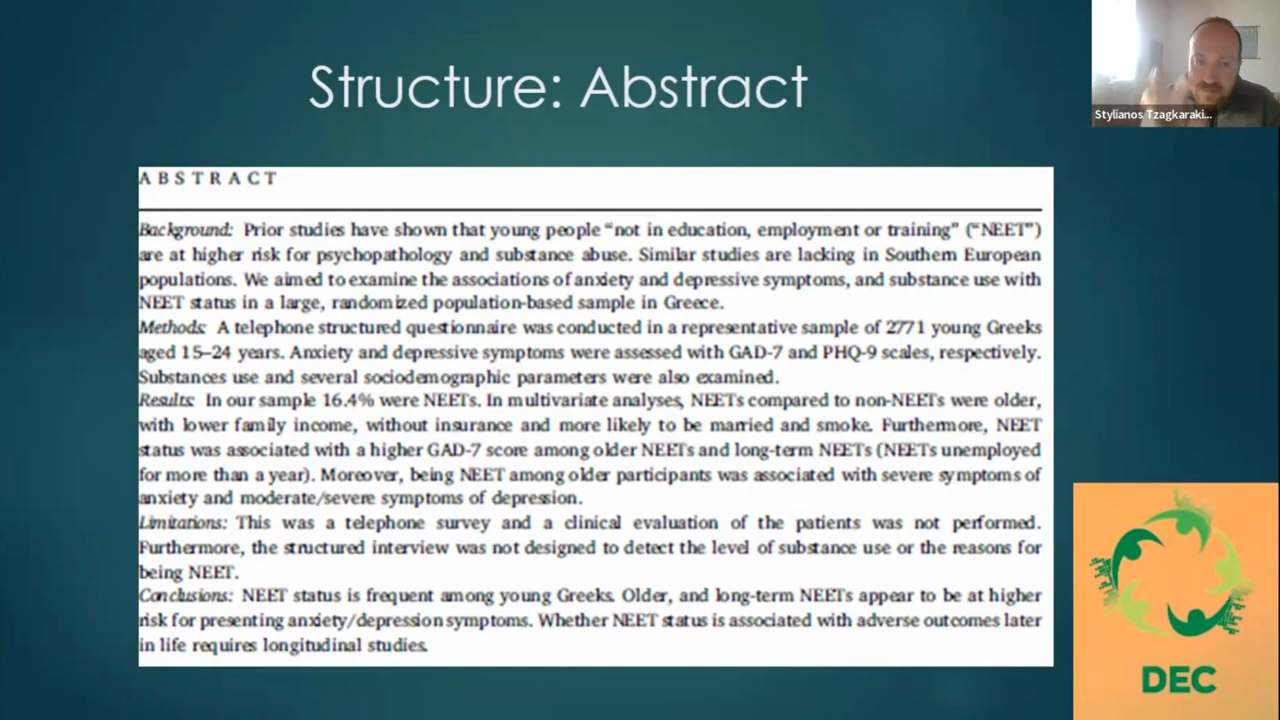 Structure: Abstract
Stylianos Tzagkaraki...
ABSTRACT
Background: Prior studies have shown that young people “not in education, employment or training” (“NEET”)
are at higher risk for psychopathology and substance abuse. Similar studies are lacking in Southern European
populations. We aimed to examine the associations of anxiety and depressive symptoms, and substance use with
NEET status in a large, randomized population-based sample in Greece.
Methods: A telephone structured questionnaire was conducted in a representative sample of 2771 young Greeks
aged 15–24 years. Anxiety and depressive symptoms were assessed with GAD-7 and PHQ-9 scales, respectively.
Substances use and several sociodemographic parameters were also examined.
Results: In our sample 16.4% were NEETs. In multivariate analyses, NEETs compared to non-NEETs were older,
with lower family income, without insurance and more likely to be married and smoke. Furthermore, NEET
status was associated with a higher GAD-7 score among older NEETs and long-term NEETs (NEETs unemployed
for more than a year). Moreover, being NEET among older participants was associated with severe symptoms of
anxiety and moderate/severe symptoms of depression.
Limitations: This was a telephone survey and a clinical evaluation of the patients was not performed.
Furthermore, the structured interview was not designed to detect the level of substance use or the reasons for
being NEET.
Conclusions: NEET status is frequent among young Greeks. Older, and long-term NEETs appear to be at higher
risk for presenting anxiety/depression symptoms. Whether NEET status is associated with adverse outcomes later
in life requires longitudinal studies.
DEC